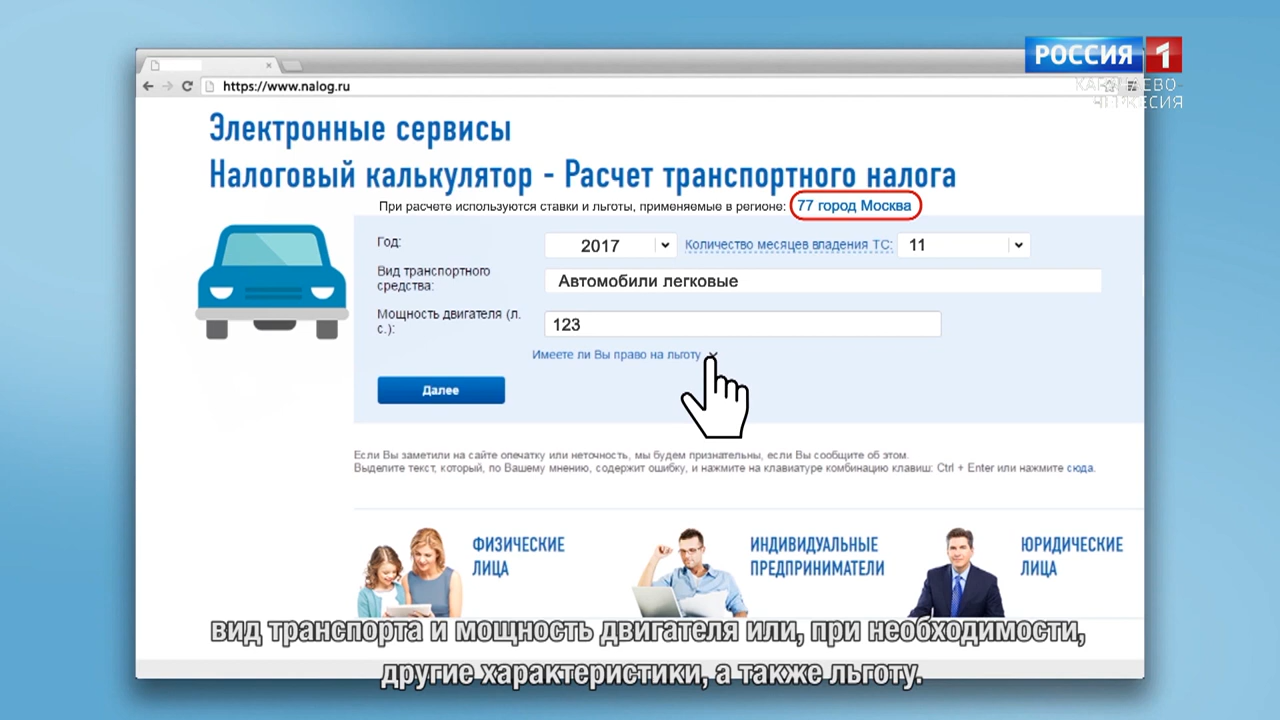 РОССИЯ 1
КАРАЧАЕВО-
ЧЕРКЕСИЯ
https://www.nalog.ru
Электронные сервисы
Налоговый калькулятор - Расчет транспортного налога
При расчете используются ставки и льготы, применяемые в регионе: 77 город Москва
Год: 2017 Количество месяцев владения ТС: 11
Вид транспортного
средства: Автомобили легковые
Мощность двигателя (л.
с.): 123
Имеете ли Вы право на льготу
Далее
Если Вы заметили на сайте опечатку или неточность, мы будем признательны, если Вы сообщите об этом.
Выделите текст, который, по Вашему мнению, содержит ошибку, и нажмите на клавиатуре комбинацию клавиш: Ctrl + Enter или нажмите сюда.
ФИЗИЧЕСКИЕ
ЛИЦА
ИНДИВИДУАЛЬНЫЕ
ПРЕДПРИНИМАТЕЛИ
ЮРИДИЧЕСКИЕ
ЛИЦА
вид транспорта и мощность двигателя или, при необходимости,
другие характеристики, а также льготу.